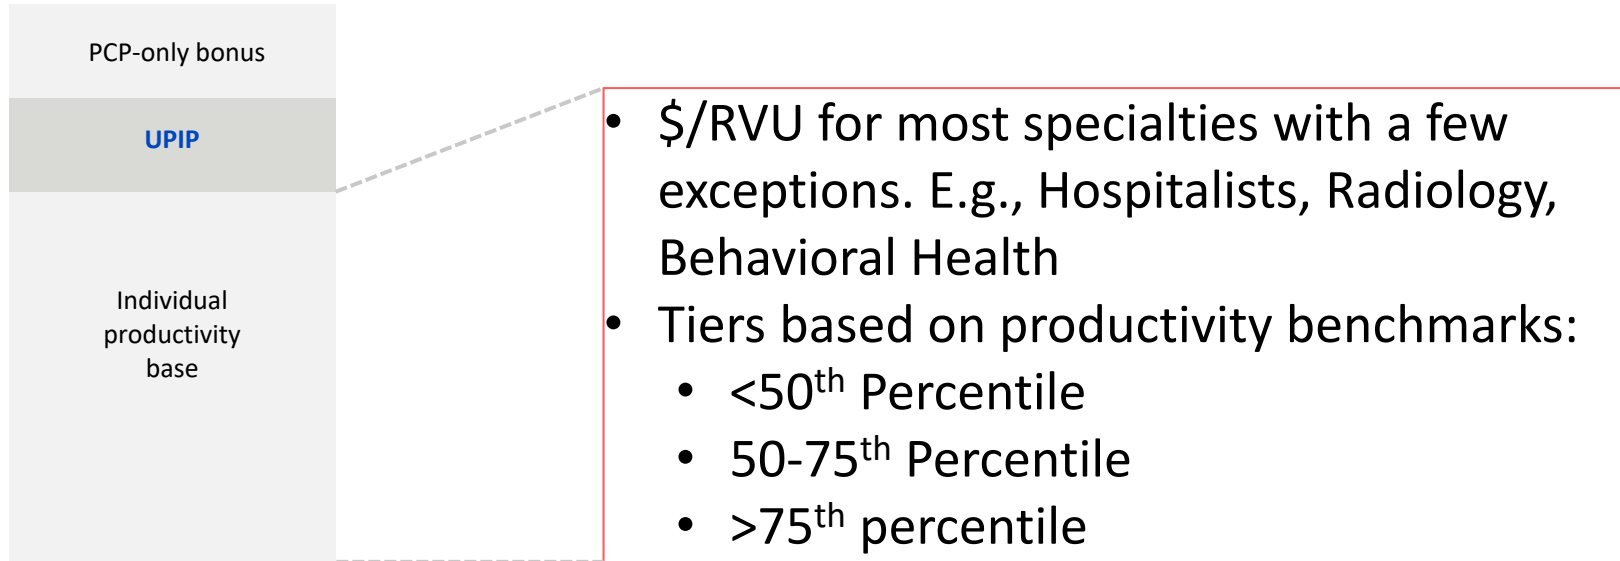 PCP-only bonus
UPIP
Individual
productivity
base
• $/RVU for most specialties with a few
exceptions. E.g., Hospitalists, Radiology,
Behavioral Health
• Tiers based on productivity benchmarks:
• <50th Percentile
• 50-75th Percentile
• >75th percentile